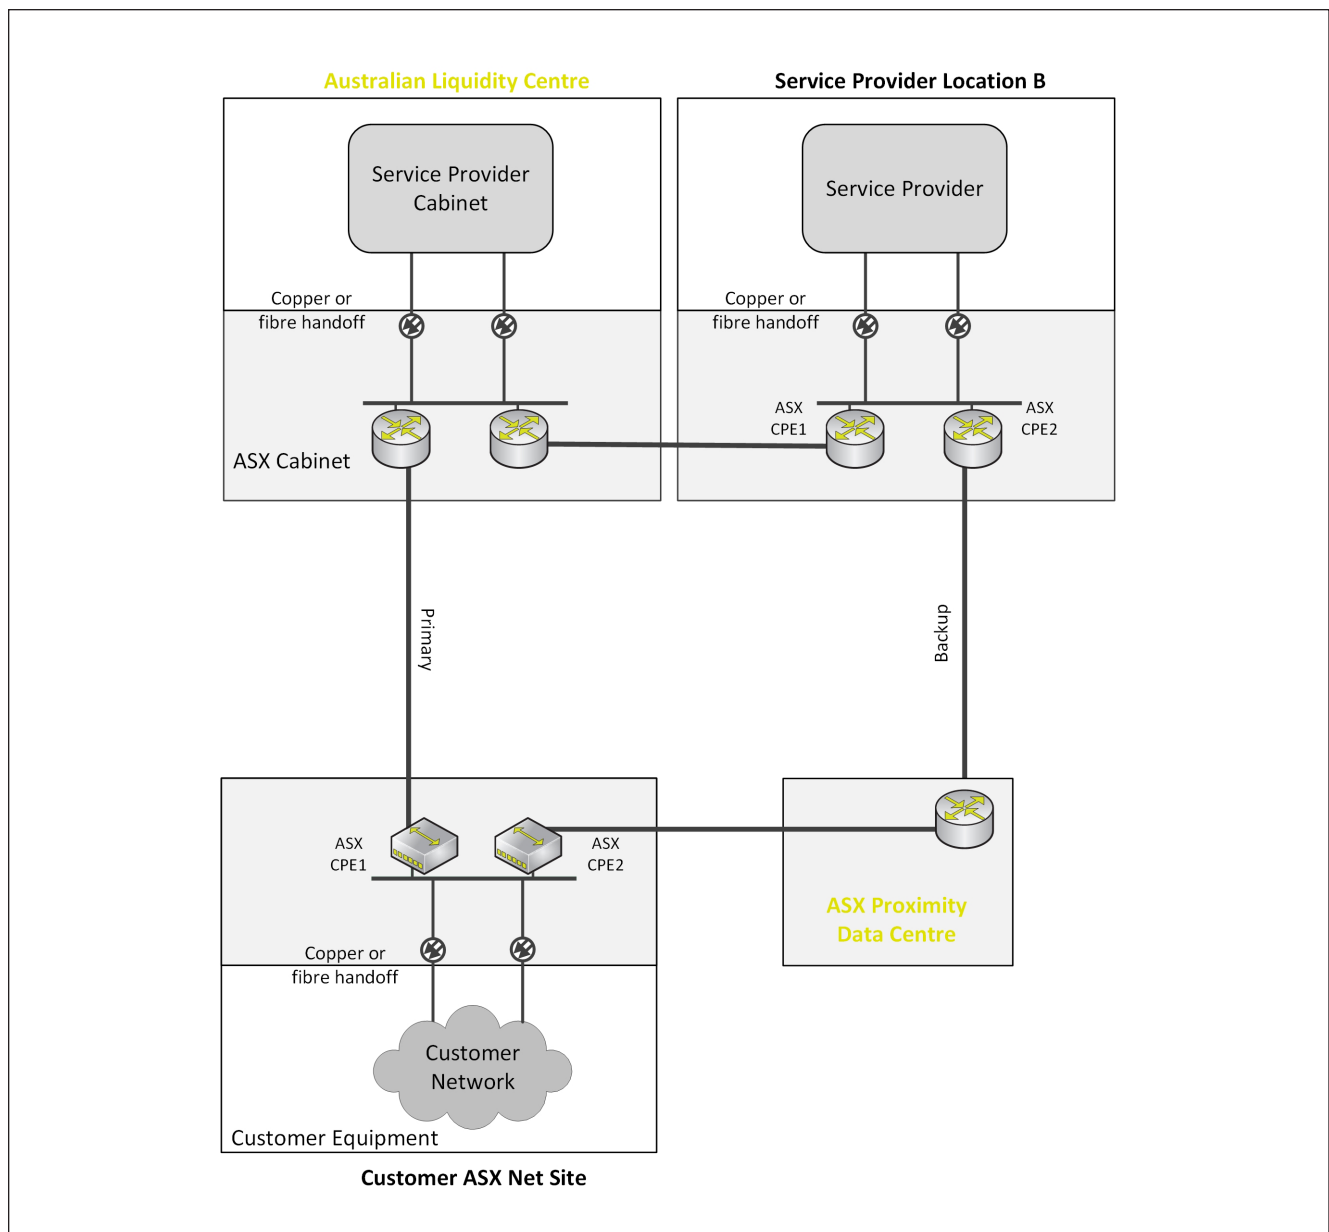 Australian Liquidity Centre
Service Provider Location B
Service Provider
Cabinet
Service Provider
Copper or
fibre handoff
Copper or
fibre handoff
ASX Cabinet
ASX
CPE1
ASX
CPE2
Primary
Backup
ASX
CPE1
ASX
CPE2
ASX Proximity
Data Centre
Copper or
fibre handoff
Customer
Network
Customer Equipment
Customer ASX Net Site